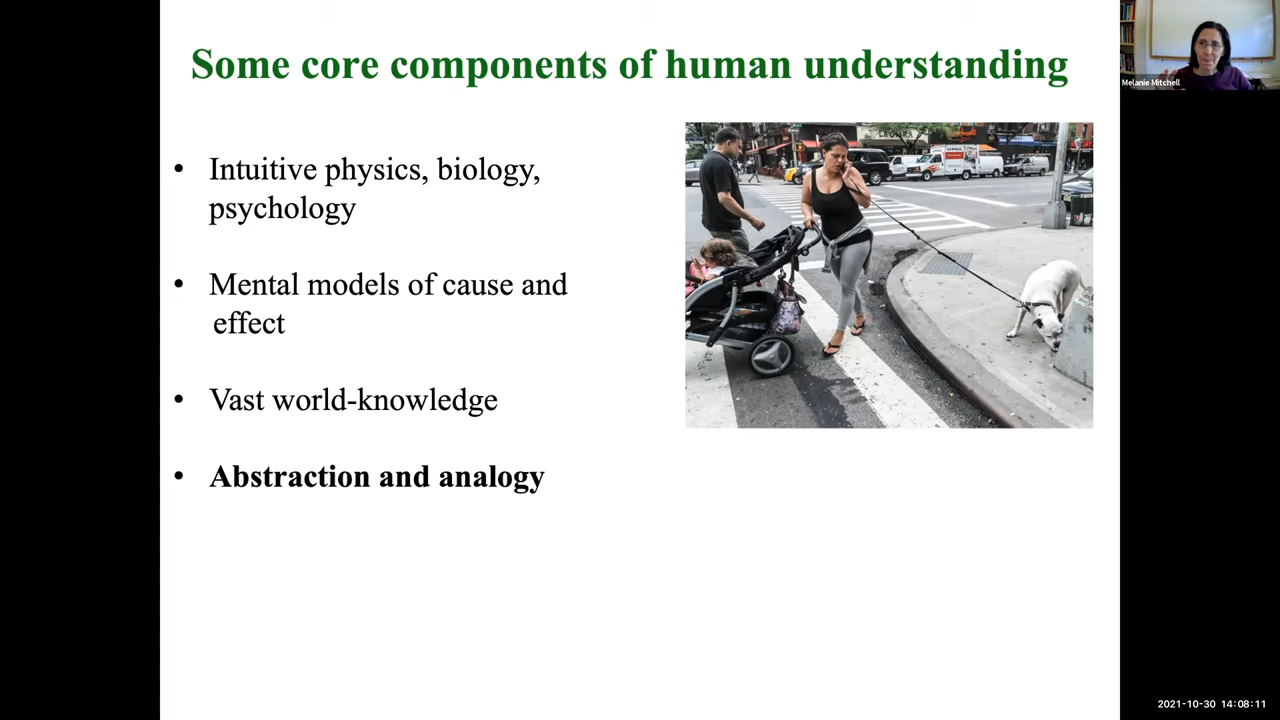 Some core components of human understanding
• Intuitive physics, biology,
psychology
• Mental models of cause and
effect
• Vast world-knowledge
• Abstraction and analogy
Melanie Mitchell
2021-10-30 14:08:11